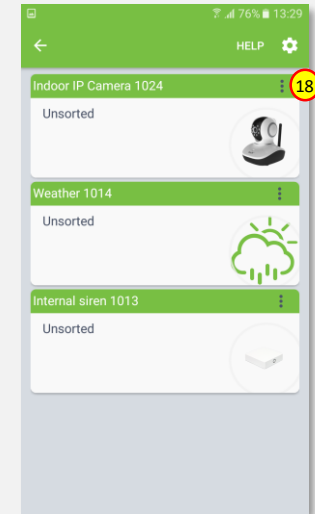 76% 13:29
HELP
Indoor IP Camera 1024
18
Unsorted
Weather 1014
Unsorted
Internal siren 1013
Unsorted